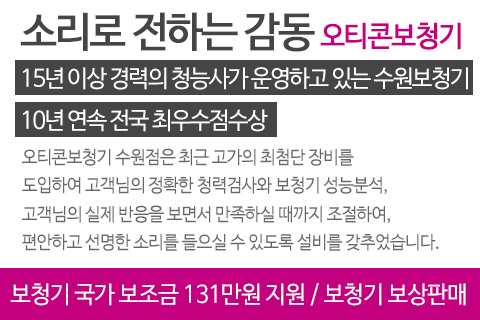 소리로 전하는 감동 오티콘보청기
15년 이상 경력의 청능사가 운영하고 있는 수원보청기
10년 연속 전국 최우수점수상
오티콘보청기 수원점은 최근 고가의 최첨단 장비를
도입하여 고객님의 정확한 청력검사와 보청기 성능분석,
고객님의 실제 반응을 보면서 만족하실 때까지 조절하여,
편안하고 선명한 소리를 들으실 수 있도록 설비를 갖추었습니다.
보청기 국가 보조금 131만원 지원 / 보청기 보상판매